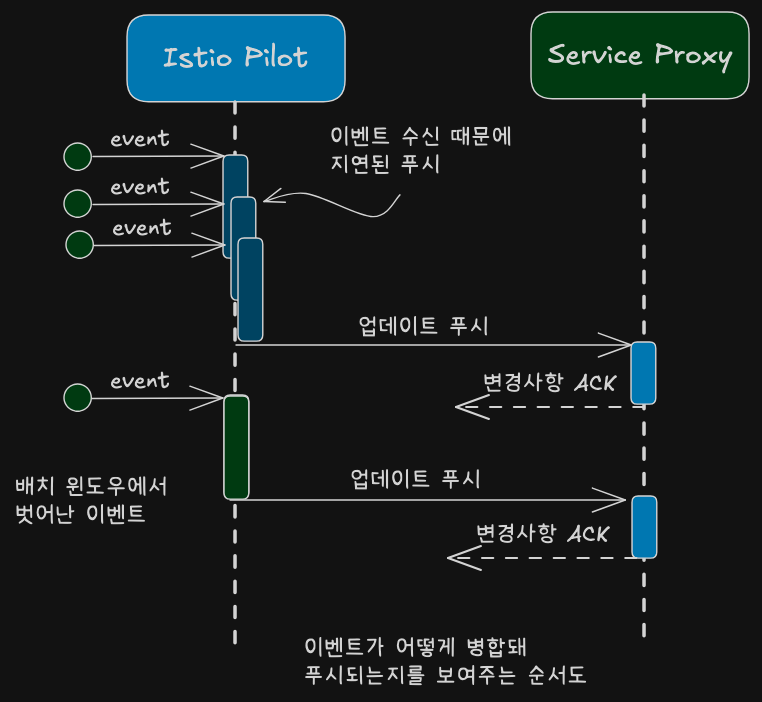 Istio Pilot
Service Proxy
event
이벤트 수신 때문에
지연된 푸시
event
event
업데이트 푸시
event
변경사항 ACK
업데이트 푸시
배치 윈도우에서
벗어난 이벤트
변경사항 ACK
이벤트가 어떻게 병합돼
푸시되는지를 보여주는 순서도